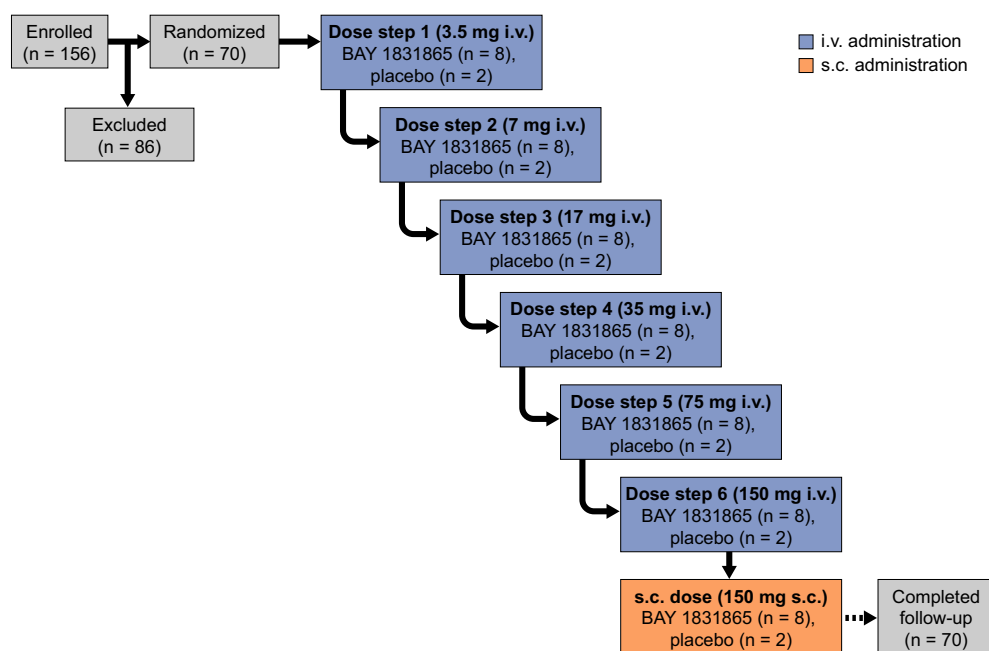 Enrolled
(n = 156)
Randomized
(n = 70)
Excluded
(n = 86)
Dose step 1 (3.5 mg i.v.)
BAY 1831865 (n = 8),
placebo (n = 2)
i.v. administration
s.c. administration
Dose step 2 (7 mg i.v.)
BAY 1831865 (n = 8),
placebo (n = 2)
Dose step 3 (17 mg i.v.)
BAY 1831865 (n = 8),
placebo (n = 2)
Dose step 4 (35 mg i.v.)
BAY 1831865 (n = 8),
placebo (n = 2)
Dose step 5 (75 mg i.v.)
BAY 1831865 (n = 8),
placebo (n = 2)
Dose step 6 (150 mg i.v.)
BAY 1831865 (n = 8),
placebo (n = 2)
s.c. dose (150 mg s.c.)
BAY 1831865 (n = 8),
placebo (n = 2)
Completed
follow-up
(n = 70)